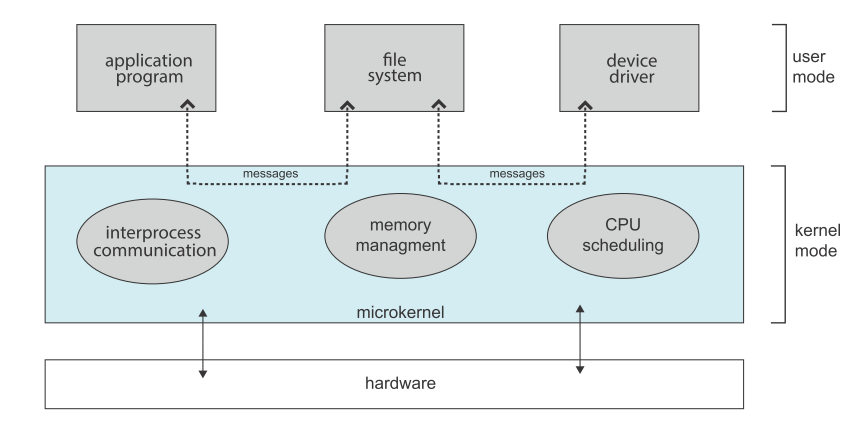 application
program
file
system
device
driver
user
mode
messages
messages
interprocess
communication
memory
managment
CPU
scheduling
kernel
mode
microkernel
hardware